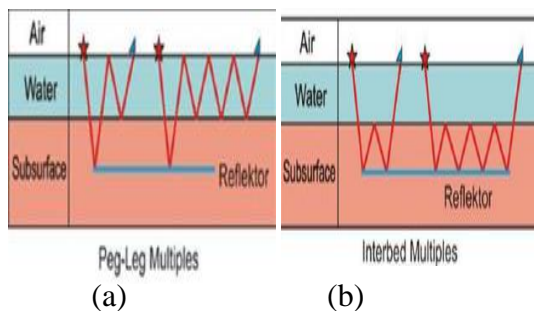 Air
Water
Subsurface
Reflektor
Peg-Leg Multiples
(a)
Air
Water
Subsurface
Reflektor
Interbed Multiples
(b)